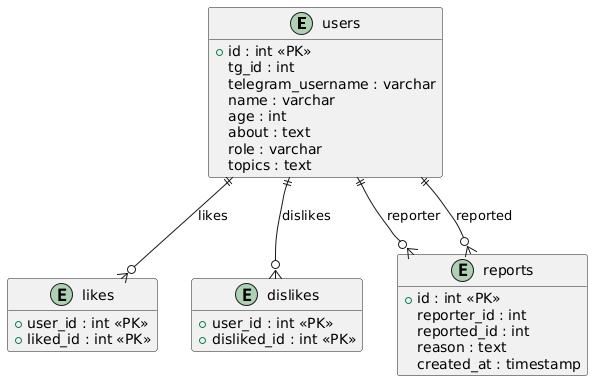 E users
id : int «PK»
tg_id : int
telegram_username : varchar
name : varchar
age : int
about : text
role : varchar
topics : text
likes
dislikes
reporter
reported
E likes
user_id : int «PK»
liked_id : int «PK»
E dislikes
user_id : int «PK»
disliked_id : int «PK»
E reports
id : int «PK»
reporter_id : int
reported_id : int
reason : text
created_at : timestamp